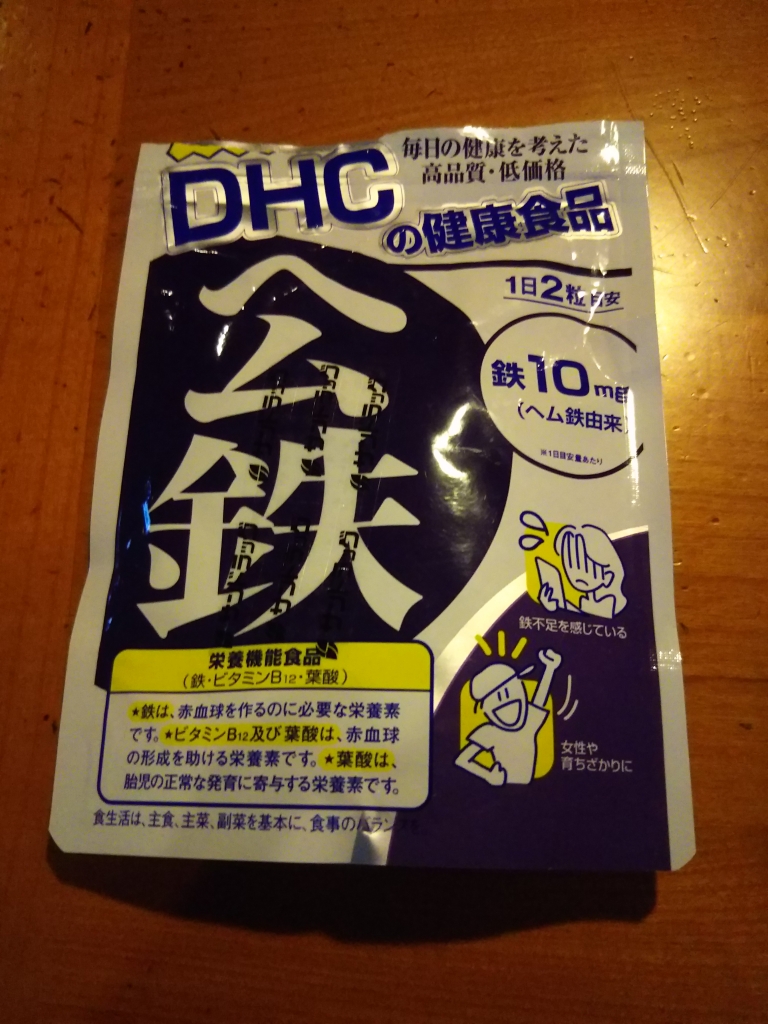 毎日の健康を考えた
高品質・低価格
DHC
の健康食品
1日2粒目安
ヘム鉄
鉄10mg
(ヘム鉄由来)
※1日目安量あたり
鉄不足を感じている
女性や
育ちざかりに
栄養機能食品
(鉄・ビタミンB12・葉酸)
★鉄は、赤血球を作るのに必要な栄養素
です。★ビタミンB12及び葉酸は、赤血球
の形成を助ける栄養素です。★葉酸は、
胎児の正常な発育に寄与する栄養素です。
食生活は、主食、主菜、副菜を基本に、食事のバランスを